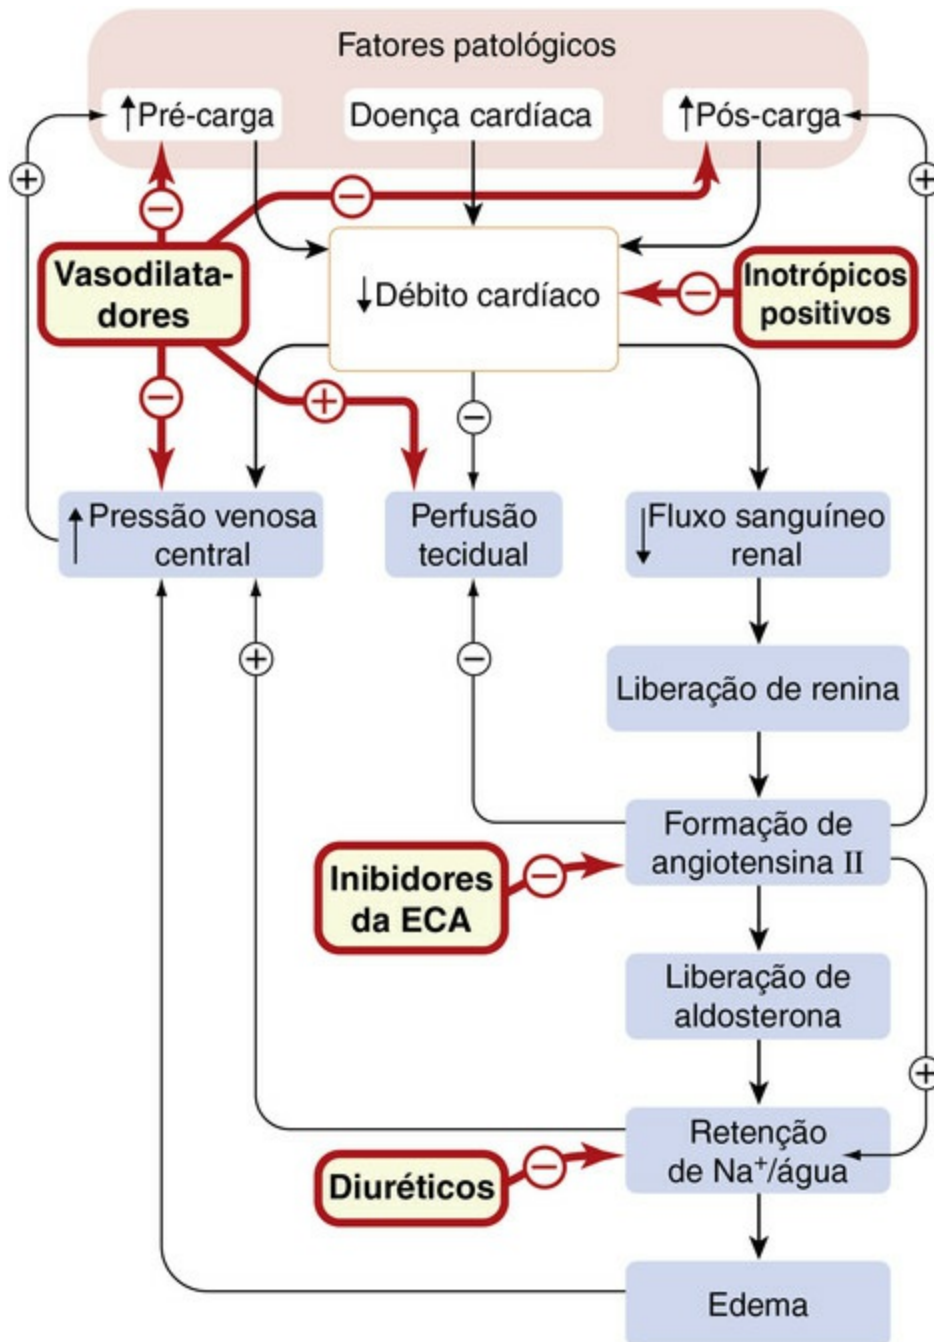 Fatores patológicos
↑Pré-carga
Doença cardíaca
↑Pós-carga
+
+
−
−
Vasodilata-
dores
↓Débito cardíaco
−
Inotrópicos
positivos
−
+
−
↑Pressão venosa
central
Perfusão
tecidual
↓Fluxo sanguíneo
renal
+
−
Liberação de renina
Formação de
angiotensina II
Inibidores
da ECA
−
Liberação de
aldosterona
+
Retenção
de Na⁺/água
Diuréticos
−
Edema